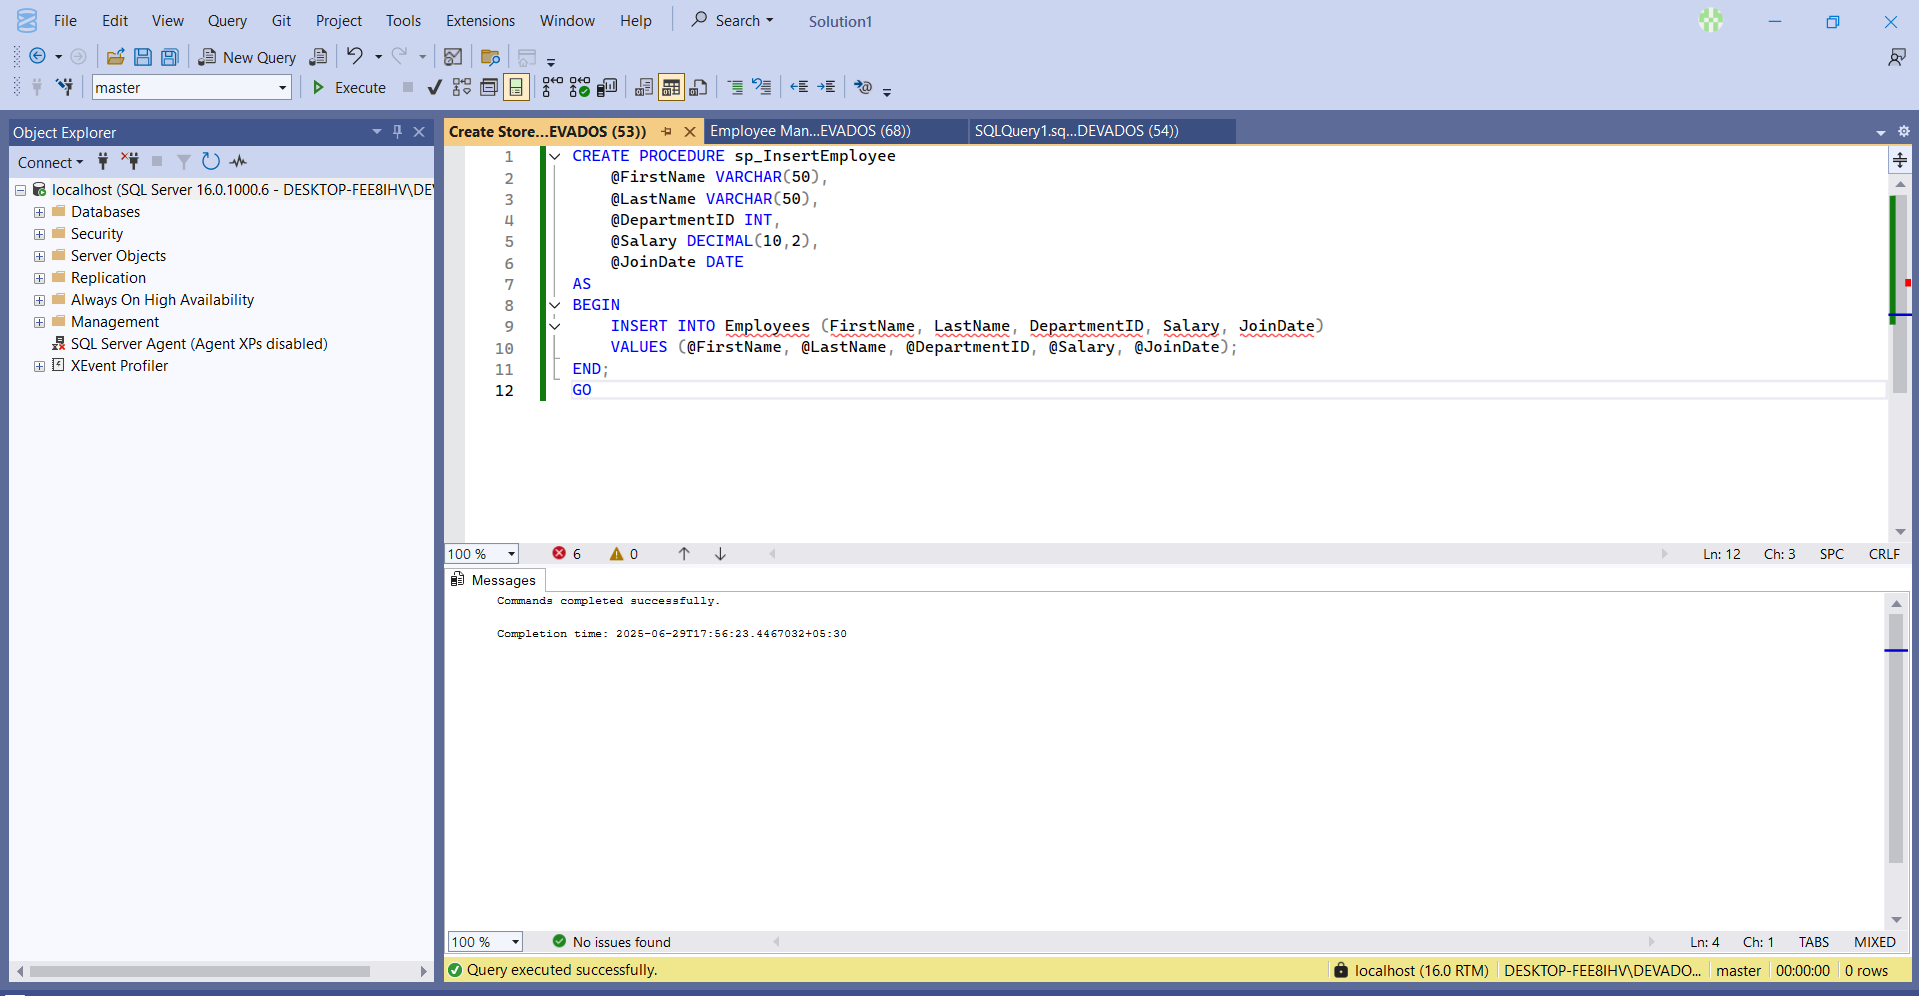 File Edit View Query Git Project Tools Extensions Window Help Search Solution1
New Query
master Execute
Object Explorer
Connect
localhost (SQL Server 16.0.1000.6 - DESKTOP-FEE8IHV\DE
Databases
Security
Server Objects
Replication
Always On High Availability
Management
SQL Server Agent (Agent XPs disabled)
XEvent Profiler
Create Store...EVADOS (53)) Employee Man...EVADOS (68)) SQLQuery1.sq...DEVADOS (54))
1 CREATE PROCEDURE sp_InsertEmployee
2 @FirstName VARCHAR(50),
3 @LastName VARCHAR(50),
4 @DepartmentID INT,
5 @Salary DECIMAL(10,2),
6 @JoinDate DATE
7 AS
8 BEGIN
9 INSERT INTO Employees (FirstName, LastName, DepartmentID, Salary, JoinDate)
10 VALUES (@FirstName, @LastName, @DepartmentID, @Salary, @JoinDate);
11 END;
12 GO
100 % 6 0 Ln: 12 Ch: 3 SPC CRLF
Messages
Commands completed successfully.
Completion time: 2025-06-29T17:56:23.4467032+05:30
100 % No issues found Ln: 4 Ch: 1 TABS MIXED
Query executed successfully. localhost (16.0 RTM) DESKTOP-FEE8IHV\DEVADO... master 00:00:00 0 rows